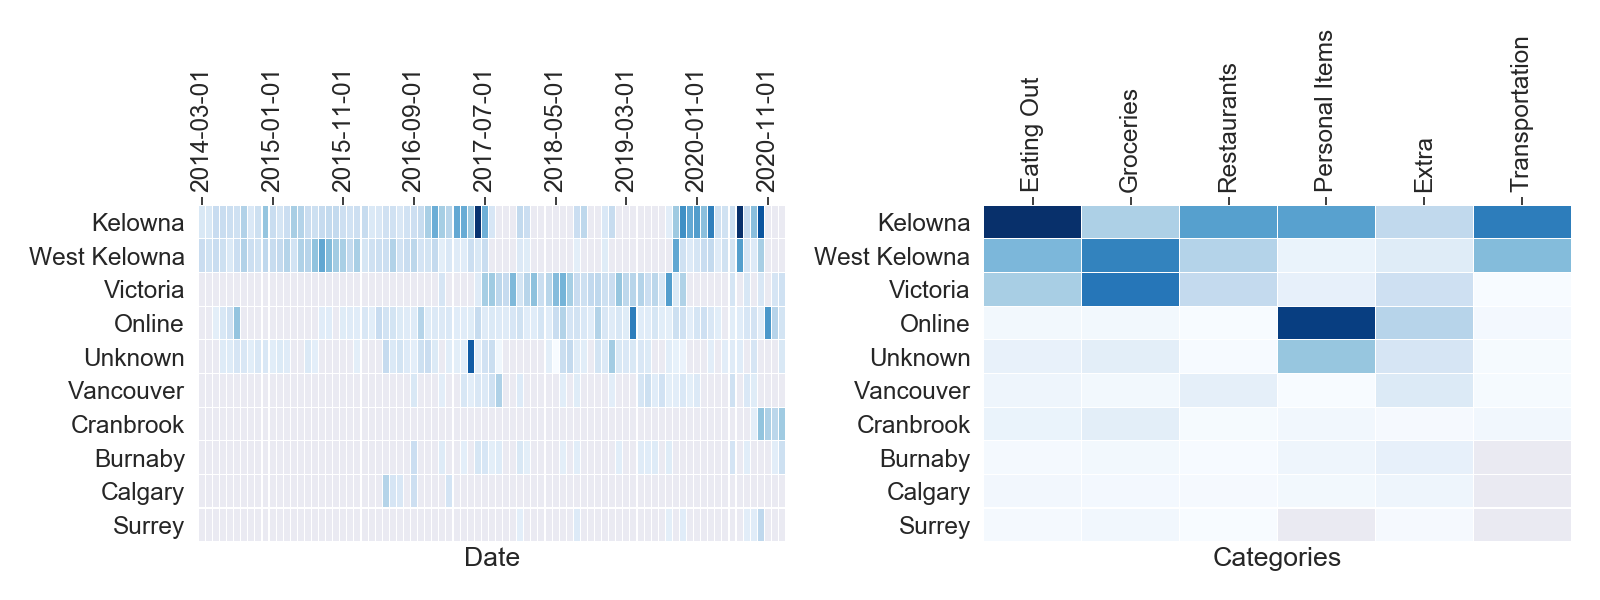 2014-03-01
2015-01-01
2015-11-01
2016-09-01
2017-07-01
2018-05-01
2019-03-01
2020-01-01
2020-11-01
Kelowna
West Kelowna
Victoria
Online
Unknown
Vancouver
Cranbrook
Burnaby
Calgary
Surrey
Date
Eating Out
Groceries
Restaurants
Personal Items
Extra
Transportation
Kelowna
West Kelowna
Victoria
Online
Unknown
Vancouver
Cranbrook
Burnaby
Calgary
Surrey
Categories